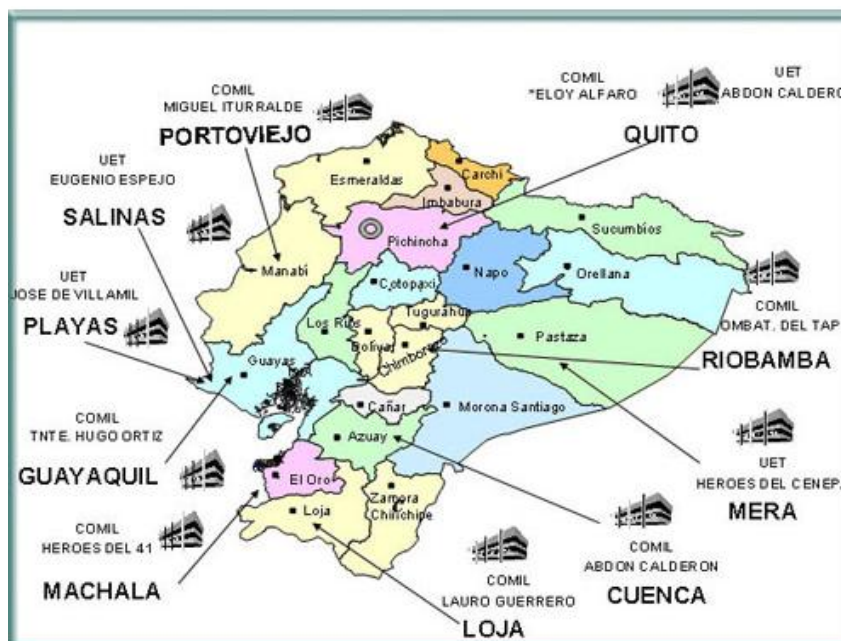 COMIL
MIGUEL ITURRALDE
PORTOVIEJO
COMIL
"ELOY ALFARO
UET
ABDON CALDERO
QUITO
UET
EUGENIO ESPEJO
SALINAS
UET
JOSE DE VILLAMIL
PLAYAS
COMIL
TNTE. HUGO ORTIZ
GUAYAQUIL
COMIL
HEROES DEL 41
MACHALA
COMIL
LAURO GUERRERO
LOJA
COMIL
ABDON CALDERON
CUENCA
UET
HEROES DEL CENEPA
MERA
COMIL
OMBAT. DEL TAP
RIOBAMBA
Esmeraldas
Carchi
Imbabura
Pichincha
Sucumbios
Manabí
Cotopaxi
Napo
Orellana
Los Ríos
Tugurahua
Bolívar
Chimborazo
Pastaza
Guayas
Cañar
Morona Santiago
Azuay
El Oro
Loja
Zamora
Chinchipe